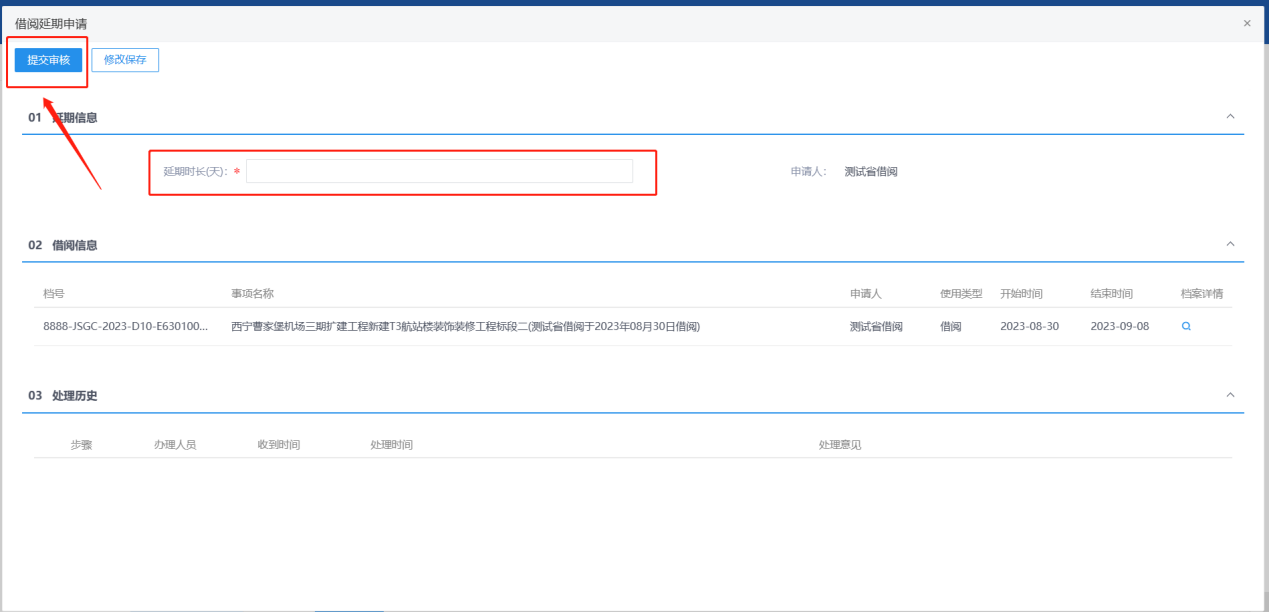 借阅延期申请
提交审核 修改保存
01 延期信息
延期时长(天): * 申请人: 测试省借阅
02 借阅信息
档号 事项名称 申请人 使用类型 开始时间 结束时间 档案详情
8888-JSGC-2023-D10-E630100... 西宁曹家堡机场三期扩建工程新建T3航站楼装饰装修工程标段二(测试省借阅于2023年08月30日借阅) 测试省借阅 借阅 2023-08-30 2023-09-08
03 处理历史
步骤 办理人员 收到时间 处理时间 处理意见